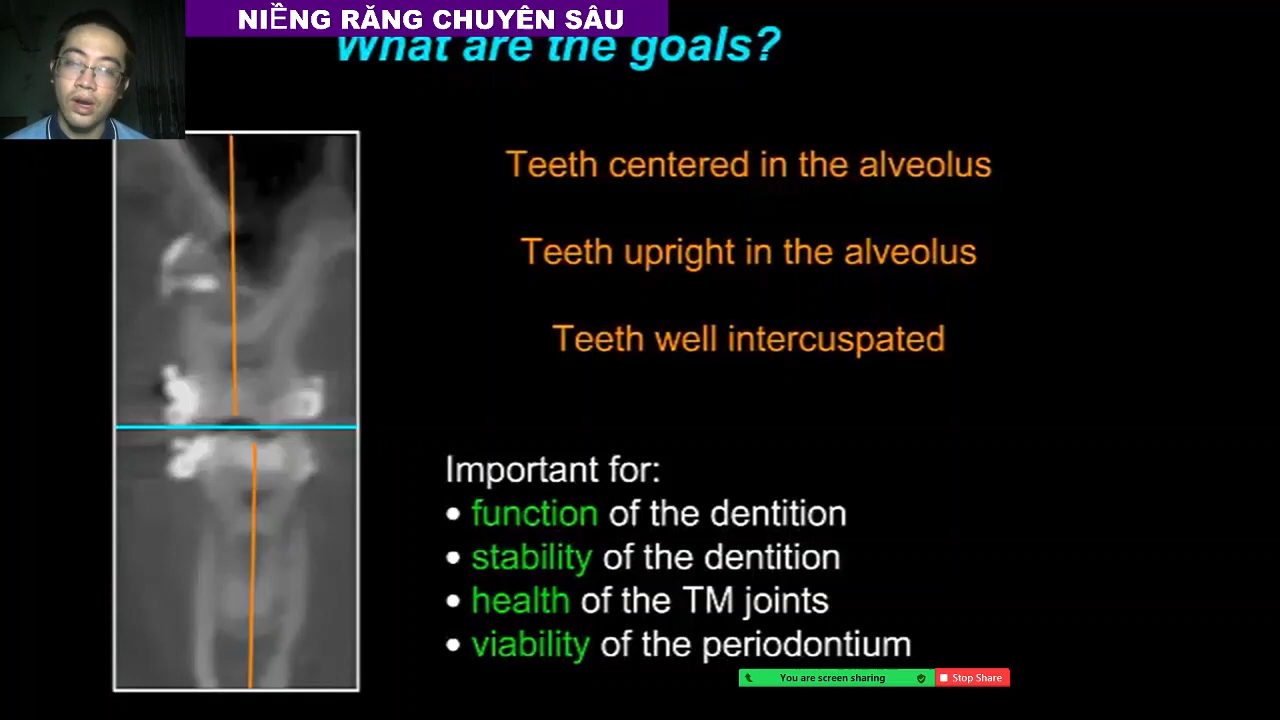 NIỀNG RĂNG CHUYÊN SÂU
What are the goals?
Teeth centered in the alveolus
Teeth upright in the alveolus
Teeth well intercuspated
Important for:
• function of the dentition
• stability of the dentition
• health of the TM joints
• viability of the periodontium
You are screen sharing
Stop Share